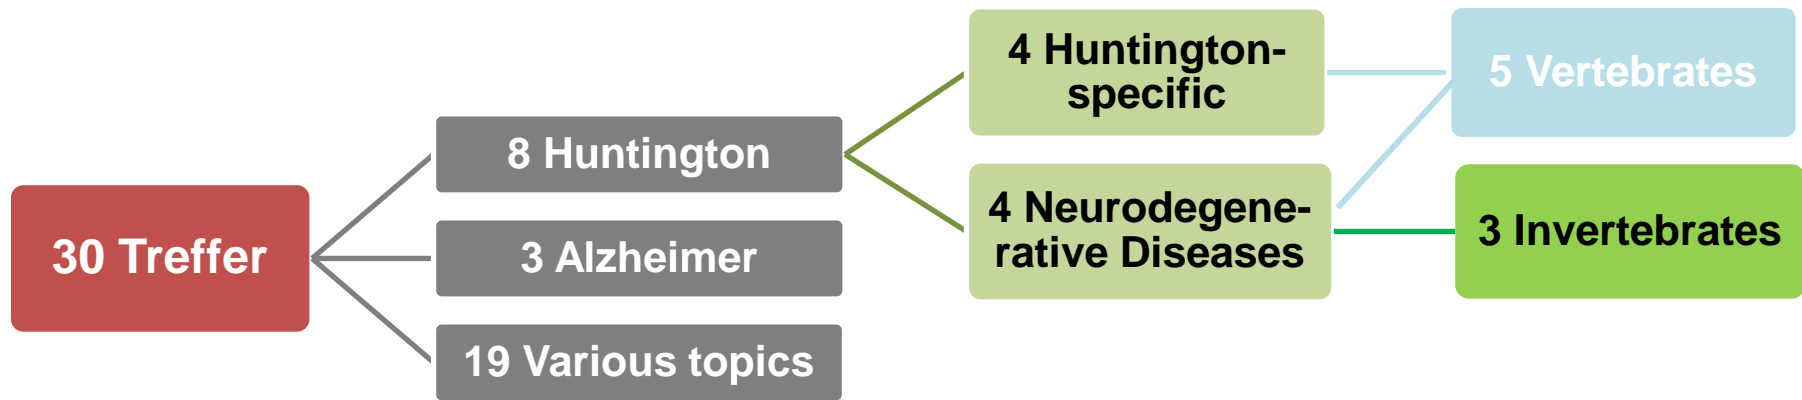 30 Treffer
8 Huntington
3 Alzheimer
19 Various topics
4 Huntington-
specific
4 Neurodegene-
rative Diseases
5 Vertebrates
3 Invertebrates